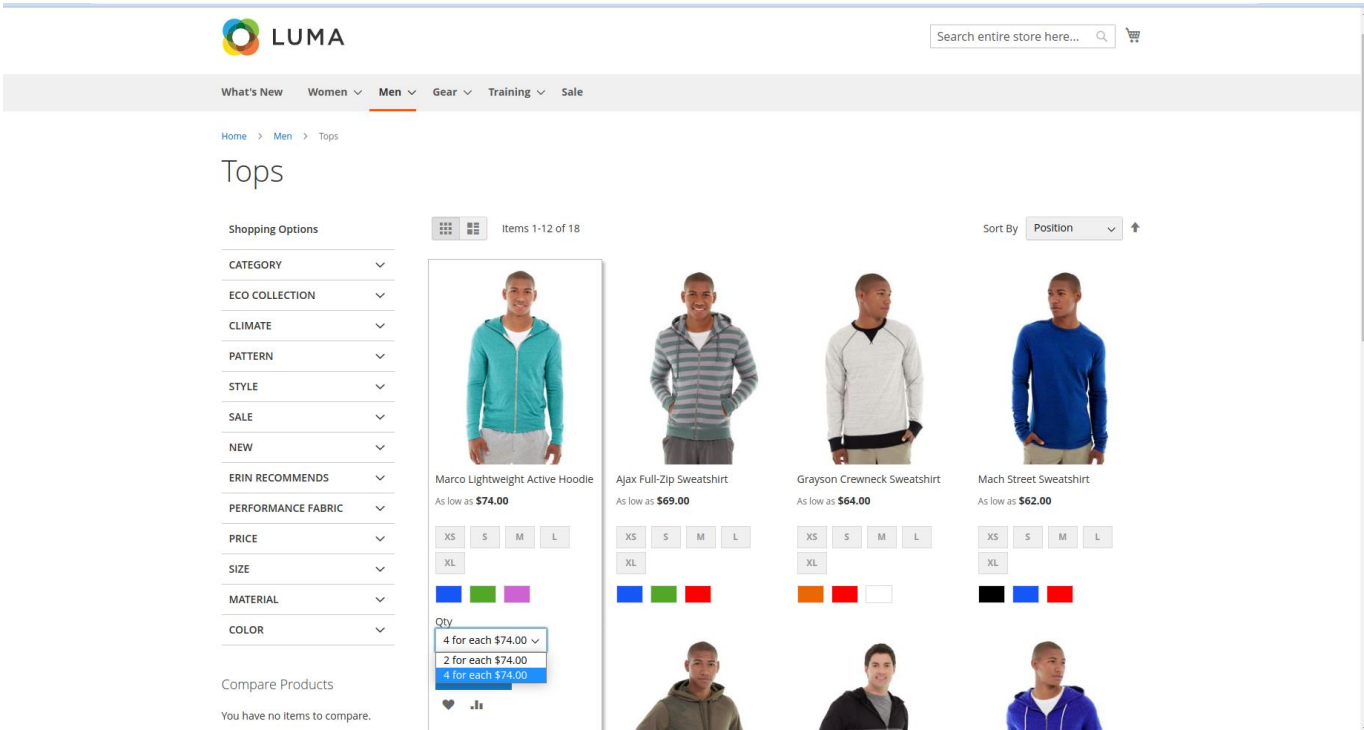 LUMA
Search entire store here...
What's New Women Men Gear Training Sale
Home > Men > Tops
Tops
Shopping Options
CATEGORY
ECO COLLECTION
CLIMATE
PATTERN
STYLE
SALE
NEW
ERIN RECOMMENDS
PERFORMANCE FABRIC
PRICE
SIZE
MATERIAL
COLOR
Compare Products
You have no items to compare.
Items 1-12 of 18
Sort By Position
Marco Lightweight Active Hoodie
As low as $74.00
XS S M L
XL
Qty
4 for each $74.00
2 for each $74.00
4 for each $74.00
Ajax Full-Zip Sweatshirt
As low as $69.00
XS S M L
XL
Grayson Crewneck Sweatshirt
As low as $64.00
XS S M L
XL
Mach Street Sweatshirt
As low as $62.00
XS S M L
XL